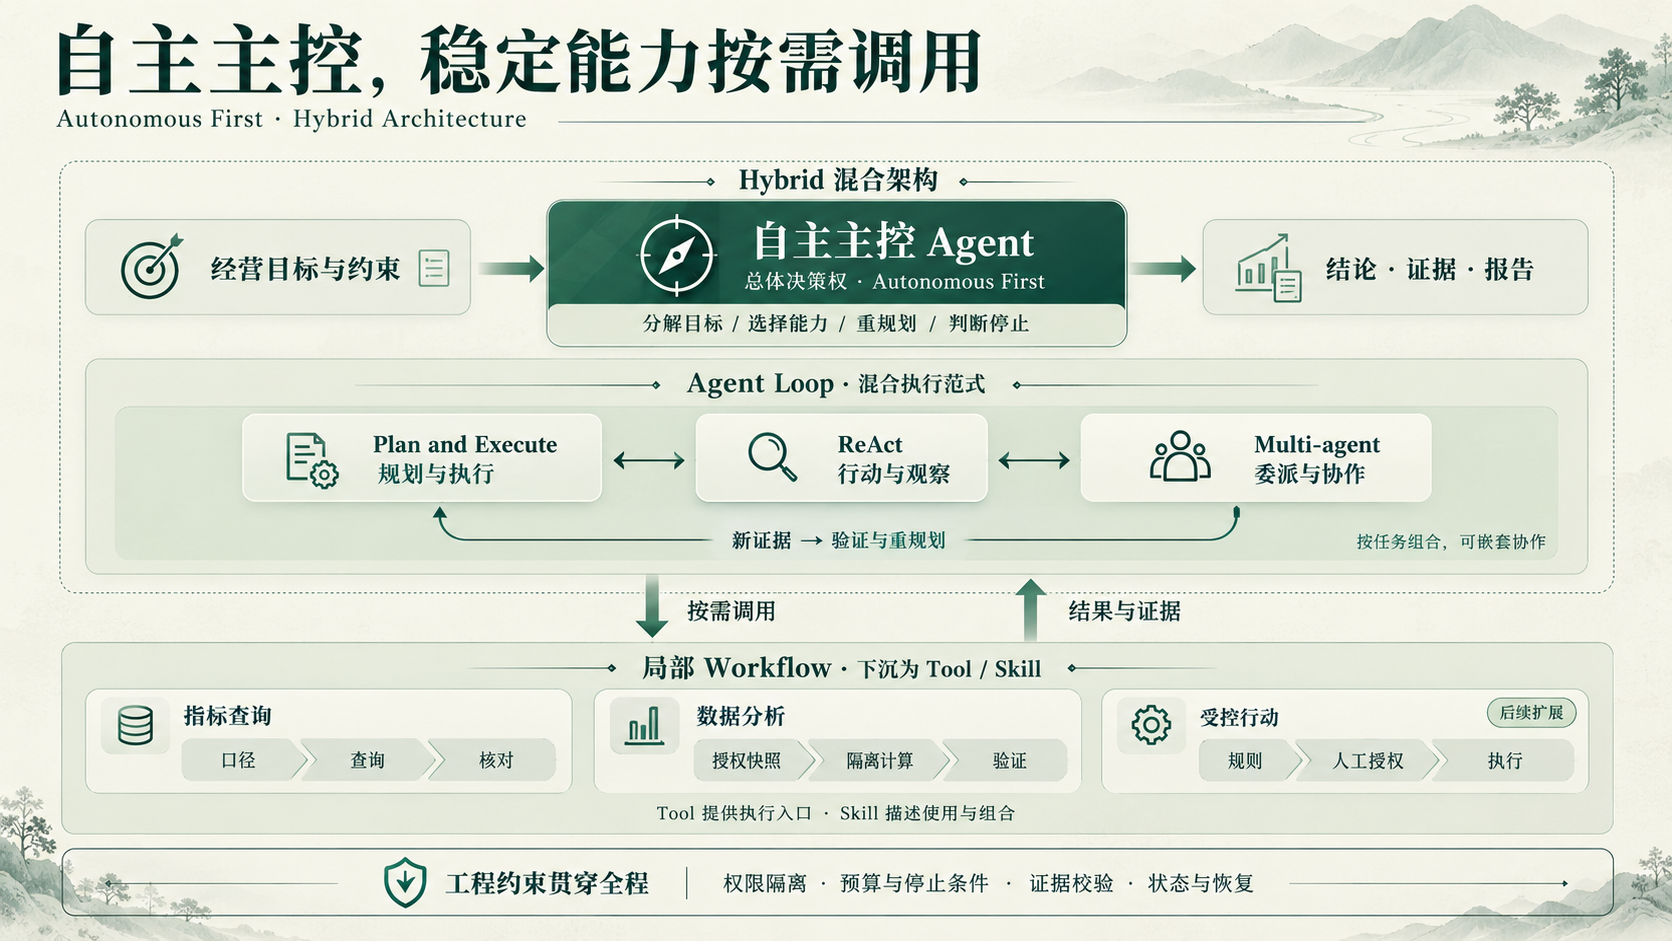 自主主控，稳定能力按需调用
Autonomous First · Hybrid Architecture
Hybrid 混合架构
经营目标与约束
自主主控 Agent
总体决策权 · Autonomous First
分解目标 / 选择能力 / 重规划 / 判断停止
结论 · 证据 · 报告
Agent Loop · 混合执行范式
Plan and Execute
规划与执行
ReAct
行动与观察
Multi-agent
委派与协作
新证据 → 验证与重规划
按任务组合，可嵌套协作
按需调用
结果与证据
局部 Workflow · 下沉为 Tool / Skill
指标查询
口径
查询
核对
数据分析
授权快照
隔离计算
验证
受控行动
后续扩展
规则
人工授权
执行
Tool 提供执行入口 · Skill 描述使用与组合
工程约束贯穿全程
权限隔离 · 预算与停止条件 · 证据校验 · 状态与恢复